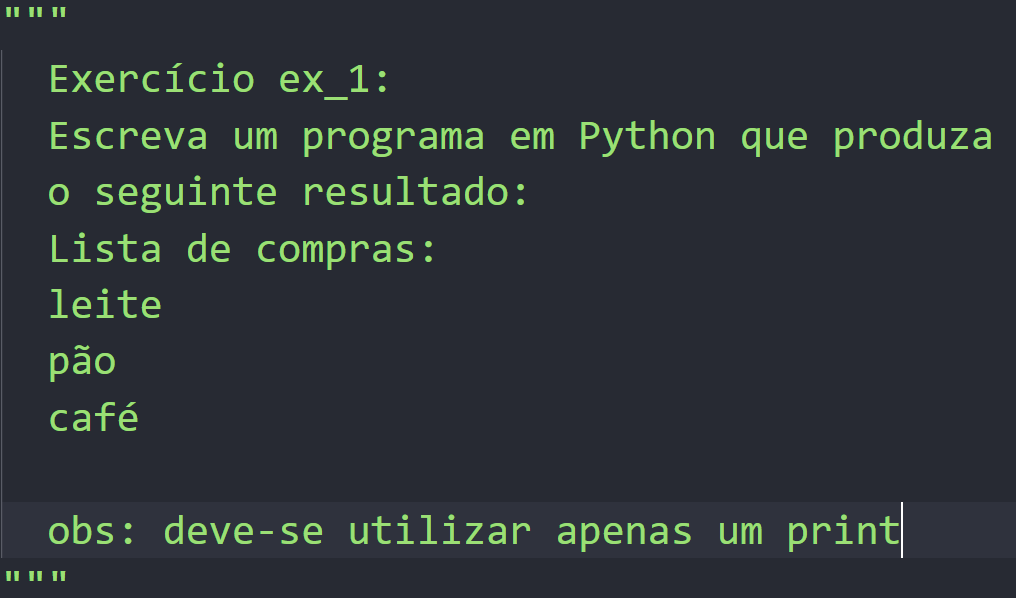 """
Exercício ex_1:
Escreva um programa em Python que produza
o seguinte resultado:
Lista de compras:
leite
pão
café
obs: deve-se utilizar apenas um print
"""